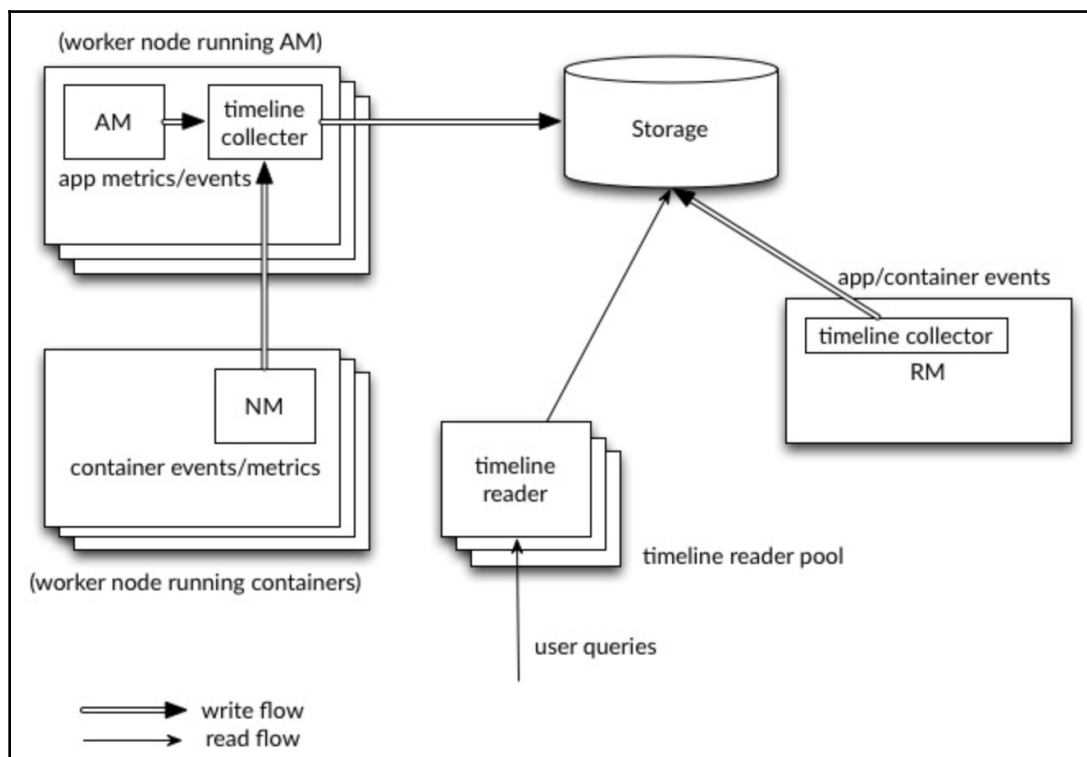 (worker node running AM)
AM
timeline
collecter
app metrics/events
Storage
app/container events
timeline collector
RM
NM
container events/metrics
(worker node running containers)
timeline
reader
timeline reader pool
user queries
write flow
read flow